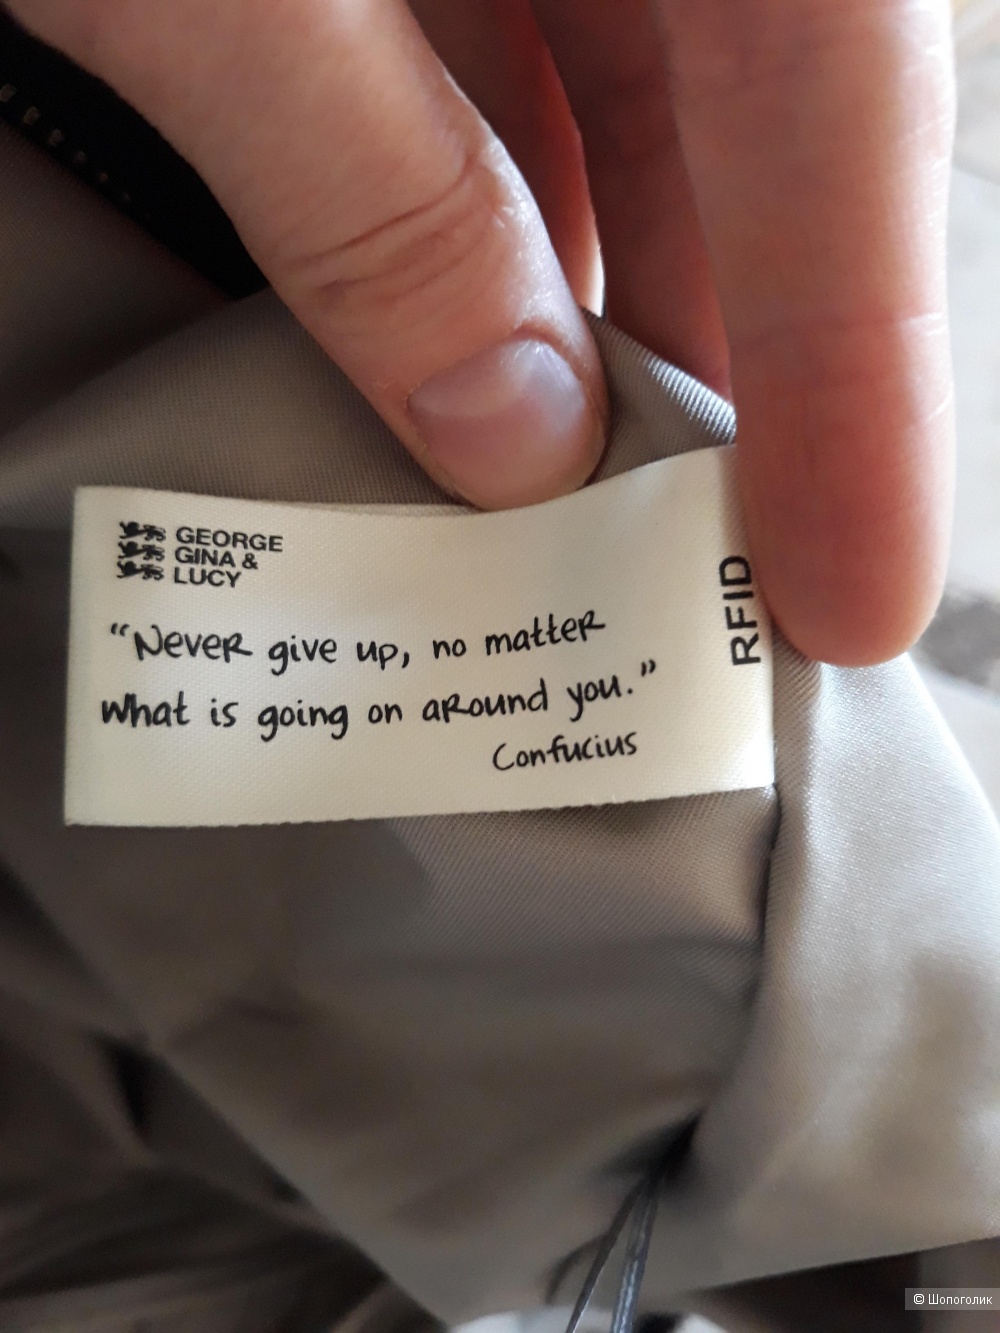 GEORGE
GINA &
LUCY
“Never give up, no matter
what is going on around you.”
Confucius
RFID
© Шопоголик